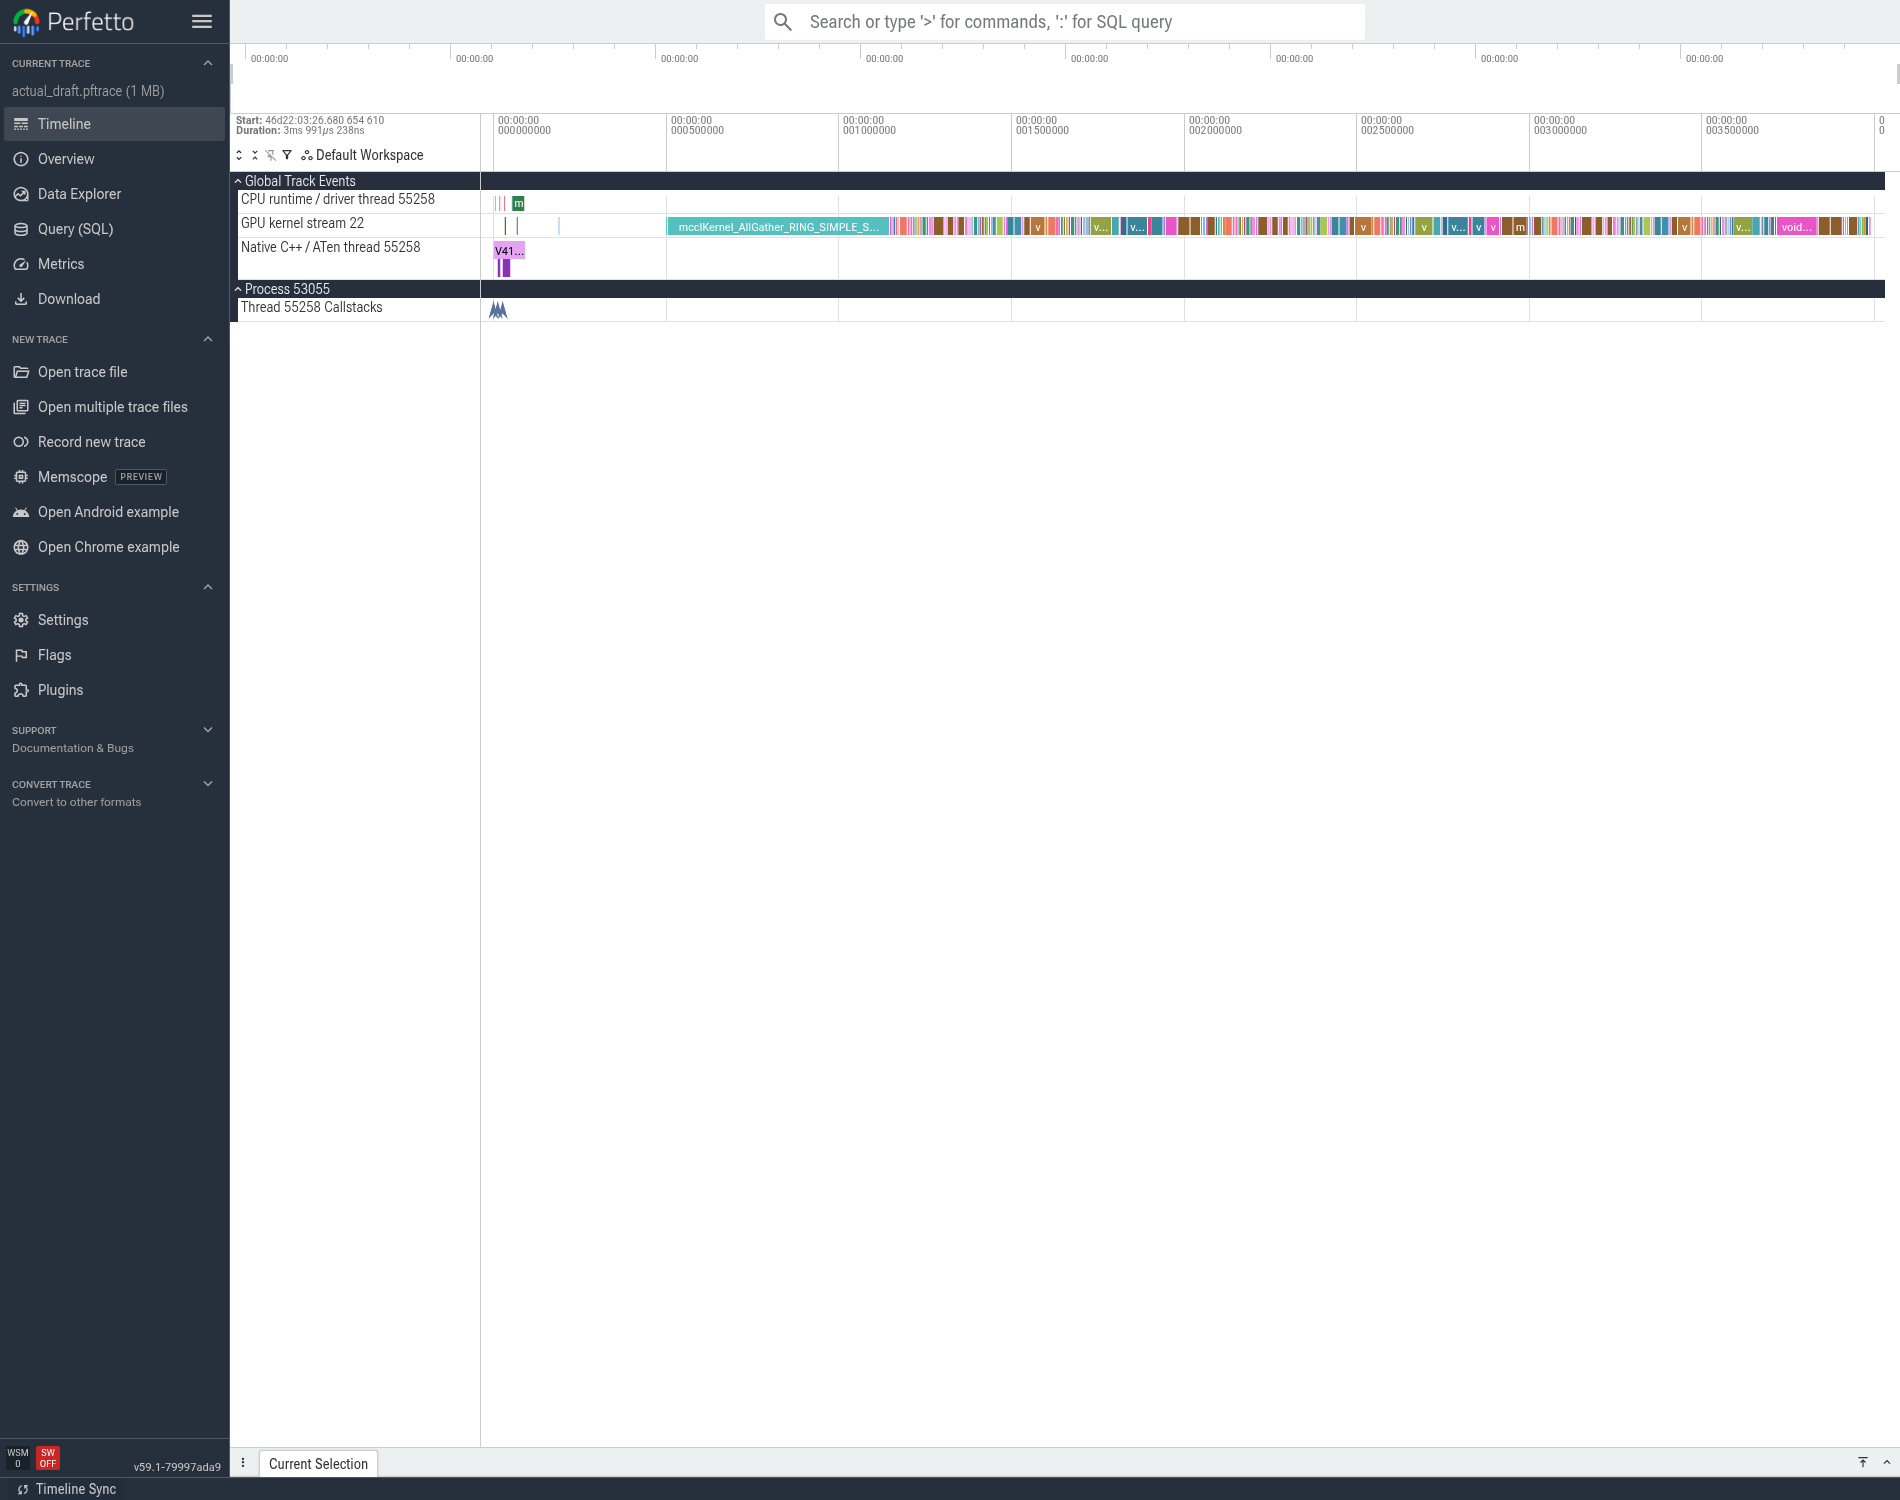 Perfetto
Search or type '>' for commands, ':' for SQL query
CURRENT TRACE
actual_draft.pftrace (1 MB)
Timeline
Overview
Data Explorer
Query (SQL)
Metrics
Download
NEW TRACE
Open trace file
Open multiple trace files
Record new trace
Memscope PREVIEW
Open Android example
Open Chrome example
SETTINGS
Settings
Flags
Plugins
SUPPORT
Documentation & Bugs
CONVERT TRACE
Convert to other formats
WSM 0
SW OFF
v59.1-79997ada9
00:00:00 00:00:00 00:00:00 00:00:00 00:00:00 00:00:00 00:00:00 00:00:00
Start: 46d22:03:26.680 654 610
Duration: 3ms 991µs 238ns
00:00:00 00:00:00 00:00:00 00:00:00 00:00:00 00:00:00 00:00:00 00:00:00 0
000000000 000500000 001000000 001500000 002000000 002500000 003000000 003500000 0
Default Workspace
Global Track Events
CPU runtime / driver thread 55258
m
GPU kernel stream 22
mcclKernel_AllGather_RING_SIMPLE_S... v v... v... v v v... v v m v v... void...
Native C++ / ATen thread 55258
V41...
Process 53055
Thread 55258 Callstacks
Current Selection
Timeline Sync